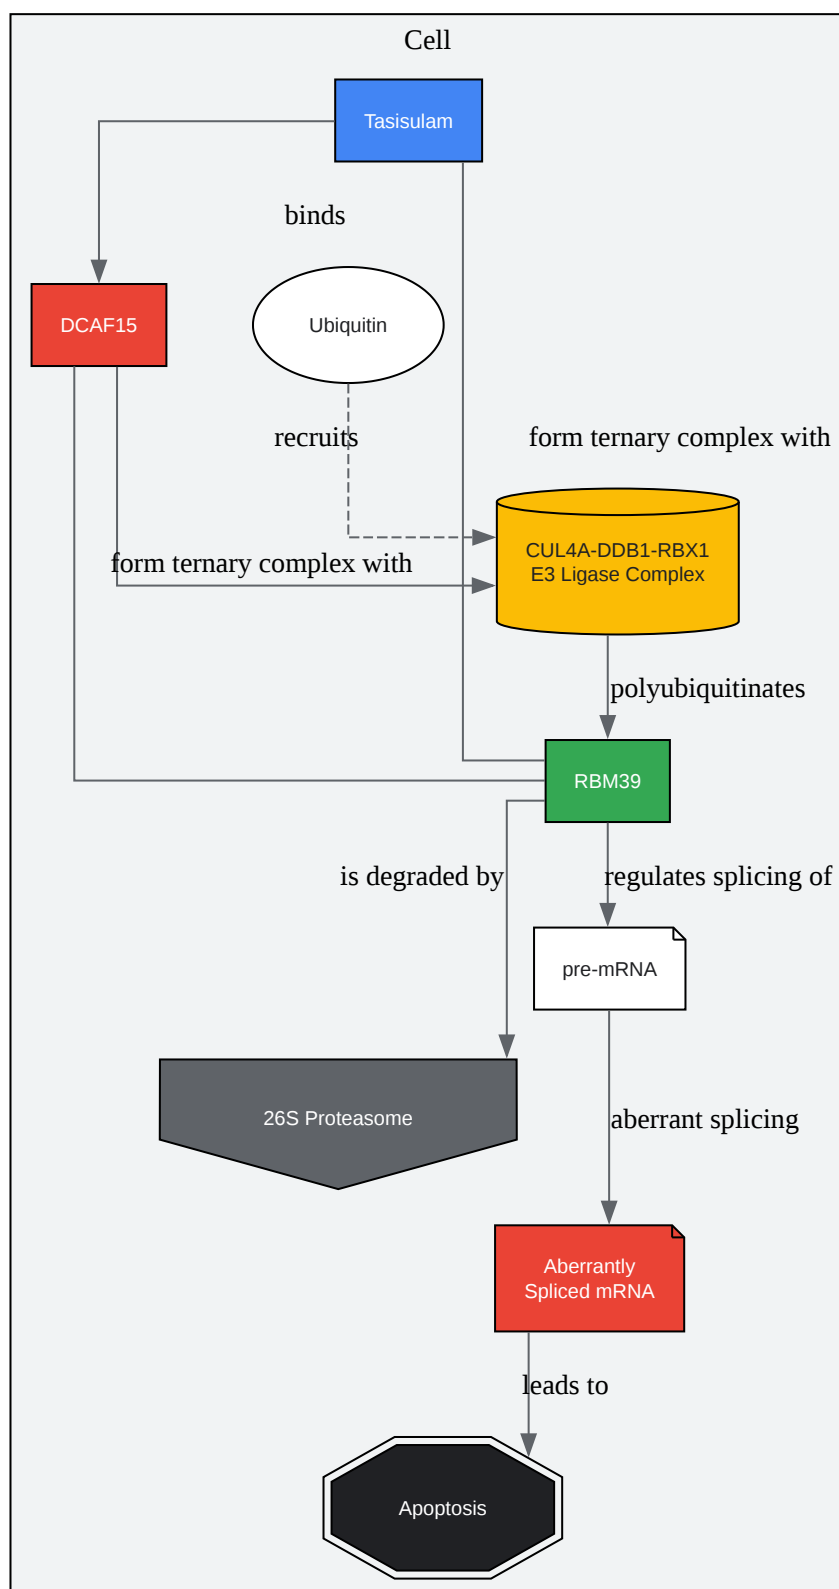 Cell
Tasisulam
binds
DCAF15
Ubiquitin
recruits
form ternary complex with
CUL4A-DDB1-RBX1
E3 Ligase Complex
form ternary complex with
polyubiquitinates
RBM39
is degraded by
regulates splicing of
pre-mRNA
26S Proteasome
aberrant splicing
Aberrantly
Spliced mRNA
leads to
Apoptosis